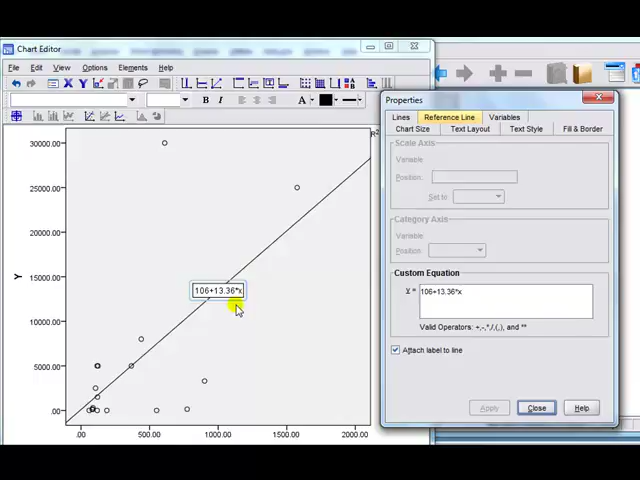 Chart Editor
File Edit View Options Elements Help
B I
A
30000.00
25000.00
20000.00
15000.00
10000.00
5000.00
.00
Y
.00 500.00 1000.00 1500.00 2000.00
R²
106+13.36*x
Properties
Lines Reference Line Variables
Chart Size Text Layout Text Style Fill & Border
Scale Axis
Variable
Position:
Set to
Category Axis
Variable:
Position:
Custom Equation
Y = 106+13.36*x
Valid Operators: +,-,*,/,(,), and **
Attach label to line
Apply Close Help